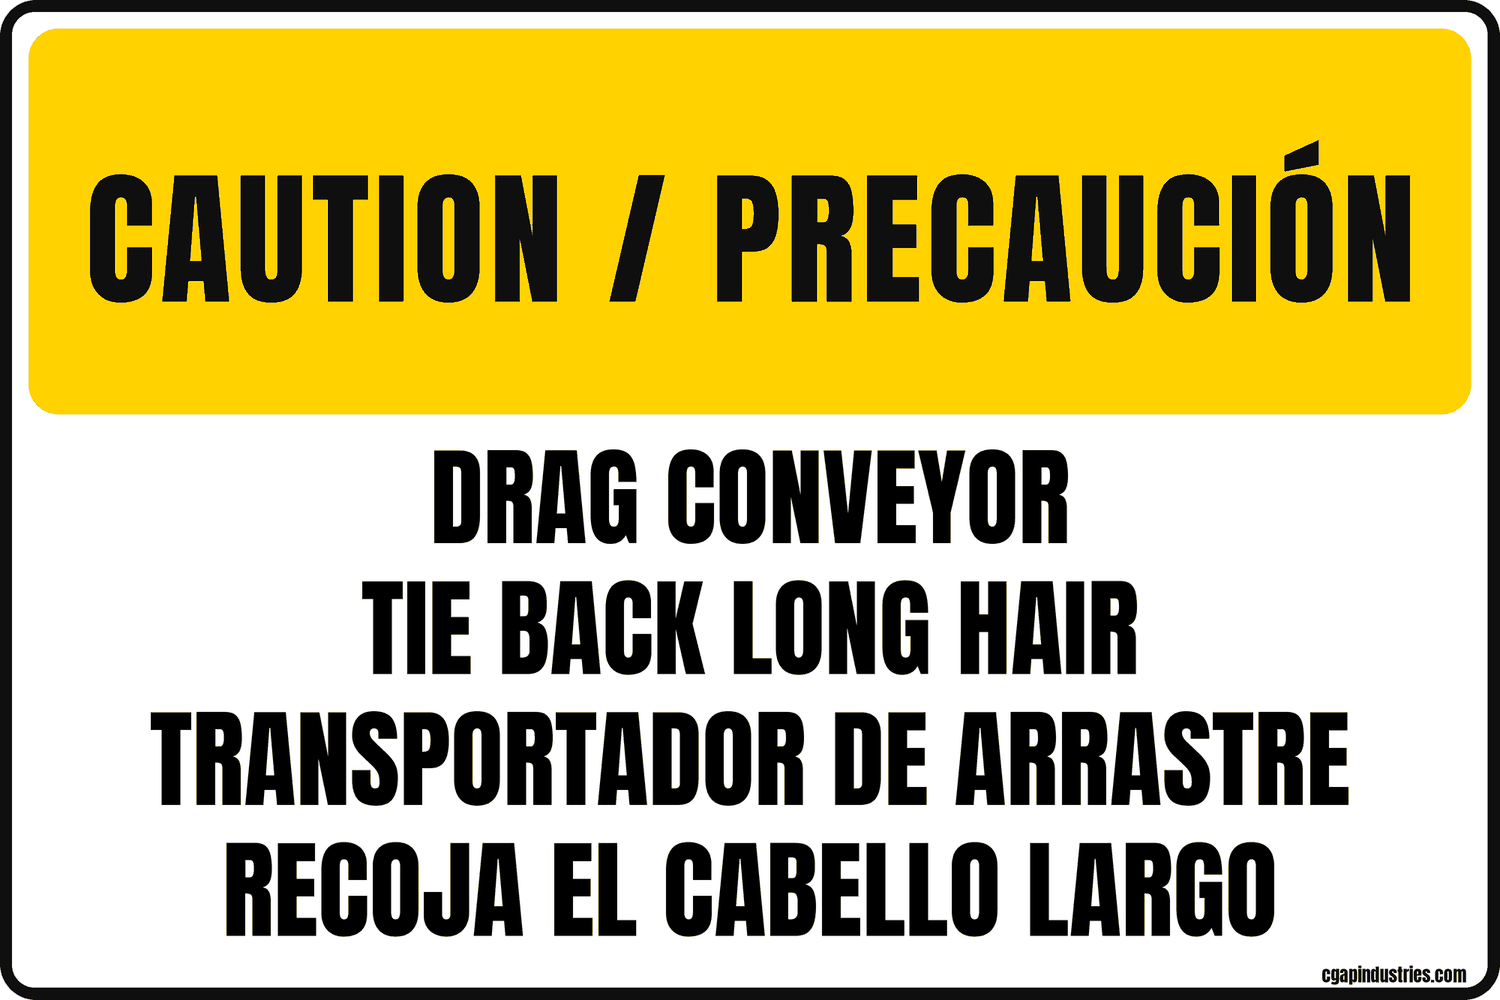 CAUTION / PRECAUCIÓN
DRAG CONVEYOR
TIE BACK LONG HAIR
TRANSPORTADOR DE ARRASTRE
RECOJA EL CABELLO LARGO
cgapindustries.com